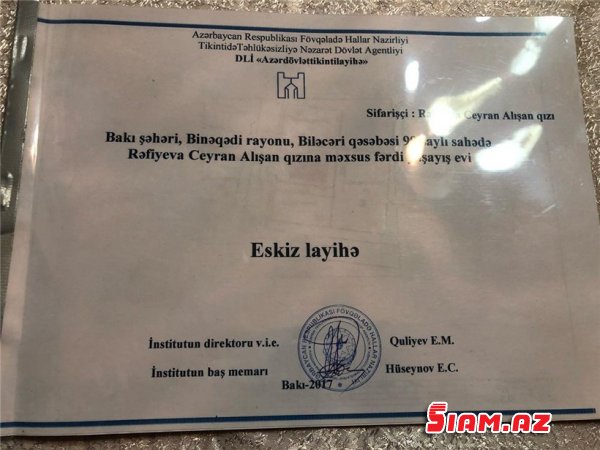 Azərbaycan Respublikası Fövqəladə Hallar Nazirliyi
TikintidəTəhlükəsizliyə Nəzarət Dövlət Agentliyi
DLİ «Azərdövləttikintilayihə»
Sifarişçi : Ceyran Alışan qızı
Bakı şəhəri, Binəqədi rayonu, Biləcəri qəsəbəsi saylı sahədə
Rəfiyeva Ceyran Alışan qızına məxsus fərdi yaşayış evi
Eskiz layihə
İnstitutun direktoru v.i.e. Quliyev E.M.
İnstitutun baş memarı Hüseynov E.C.
Bakı-2017
SIAM.AZ